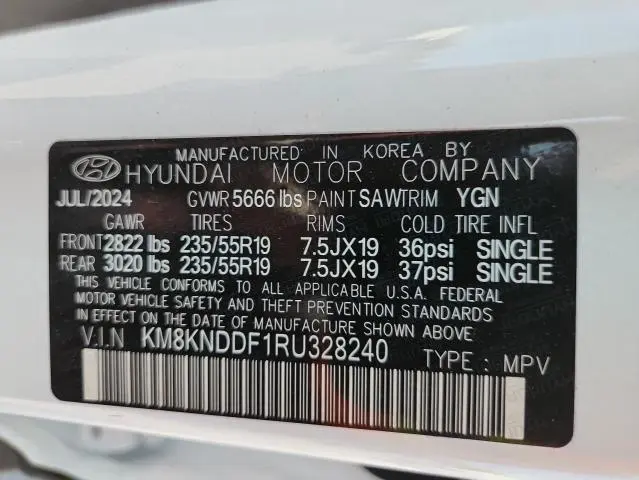 MANUFACTURED IN KOREA BY
HYUNDAI MOTOR COMPANY
JUL/2024 GVWR 5666 lbs PAINT SAW TRIM YGN
GAWR TIRES RIMS COLD TIRE INFL
FRONT 2822 lbs 235/55R19 7.5JX19 36psi SINGLE
REAR 3020 lbs 235/55R19 7.5JX19 37psi SINGLE
THIS VEHICLE CONFORMS TO ALL APPLICABLE U.S.A. FEDERAL
MOTOR VEHICLE SAFETY AND THEFT PREVENTION STANDARDS
IN EFFECT ON THE DATE OF MANUFACTURE SHOWN ABOVE.
V.I.N KM8KNDDF1RU328240 TYPE : MPV